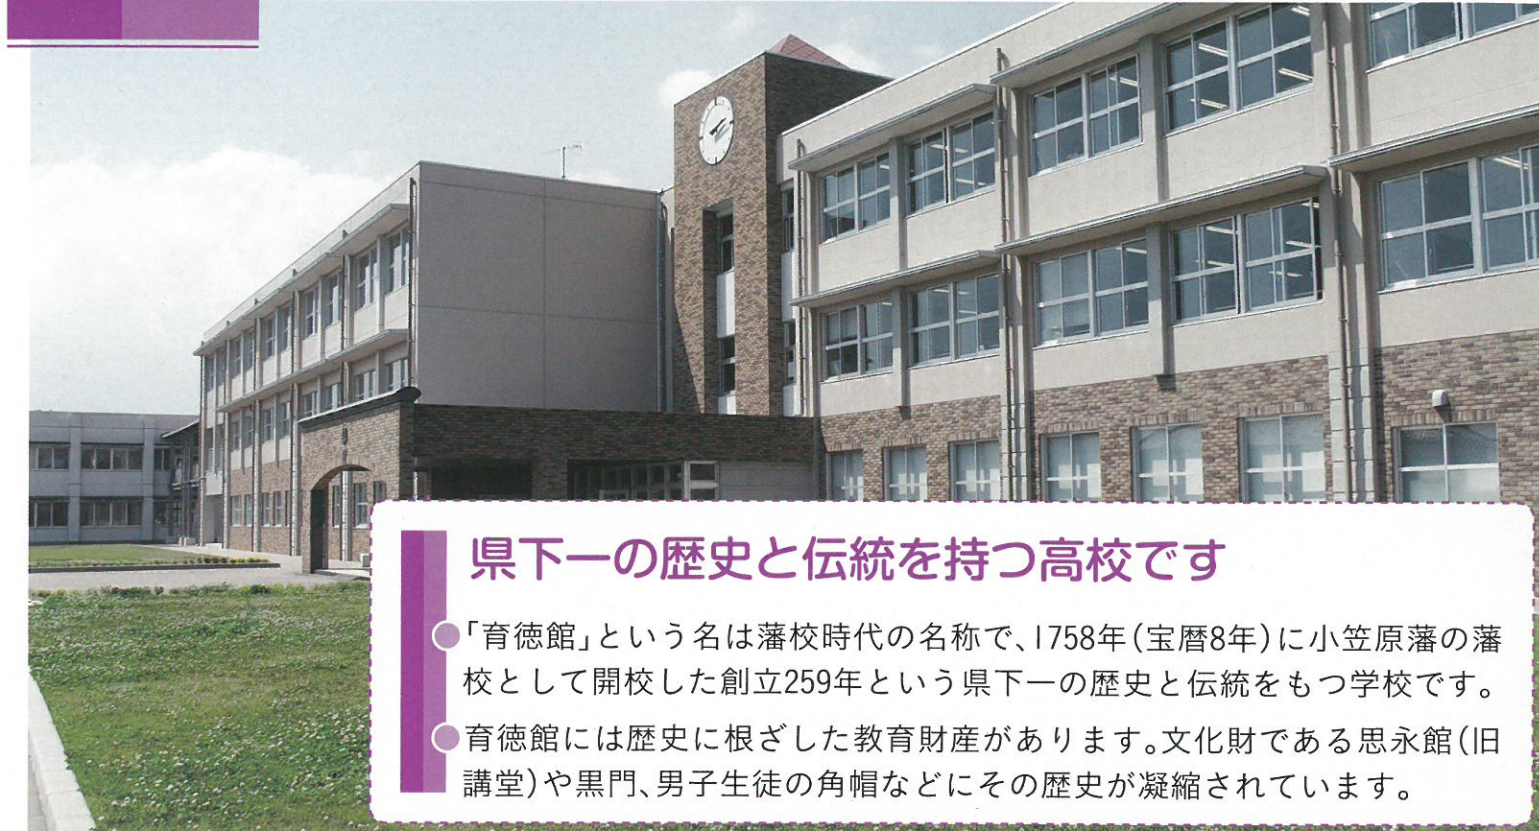 県下一の歴史と伝統を持つ高校です
「育徳館」という名は藩校時代の名称で、1758年(宝暦8年)に小笠原藩の藩
校として開校した創立259年という県下一の歴史と伝統をもつ学校です。
育徳館には歴史に根ざした教育財産があります。文化財である思永館(旧
講堂)や黒門、男子生徒の角帽などにその歴史が凝縮されています。